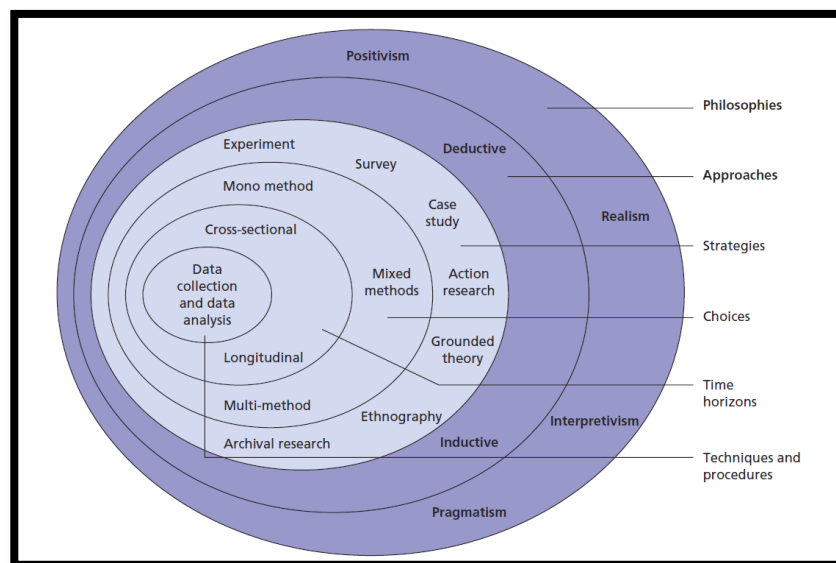 Positivism
Philosophies
Experiment
Deductive
Survey
Approaches
Mono method
Case
study
Realism
Cross-sectional
Strategies
Data
collection
and data
analysis
Mixed
methods
Action
research
Choices
Grounded
theory
Longitudinal
Time
horizons
Multi-method
Ethnography
Interpretivism
Archival research
Inductive
Techniques and
procedures
Pragmatism